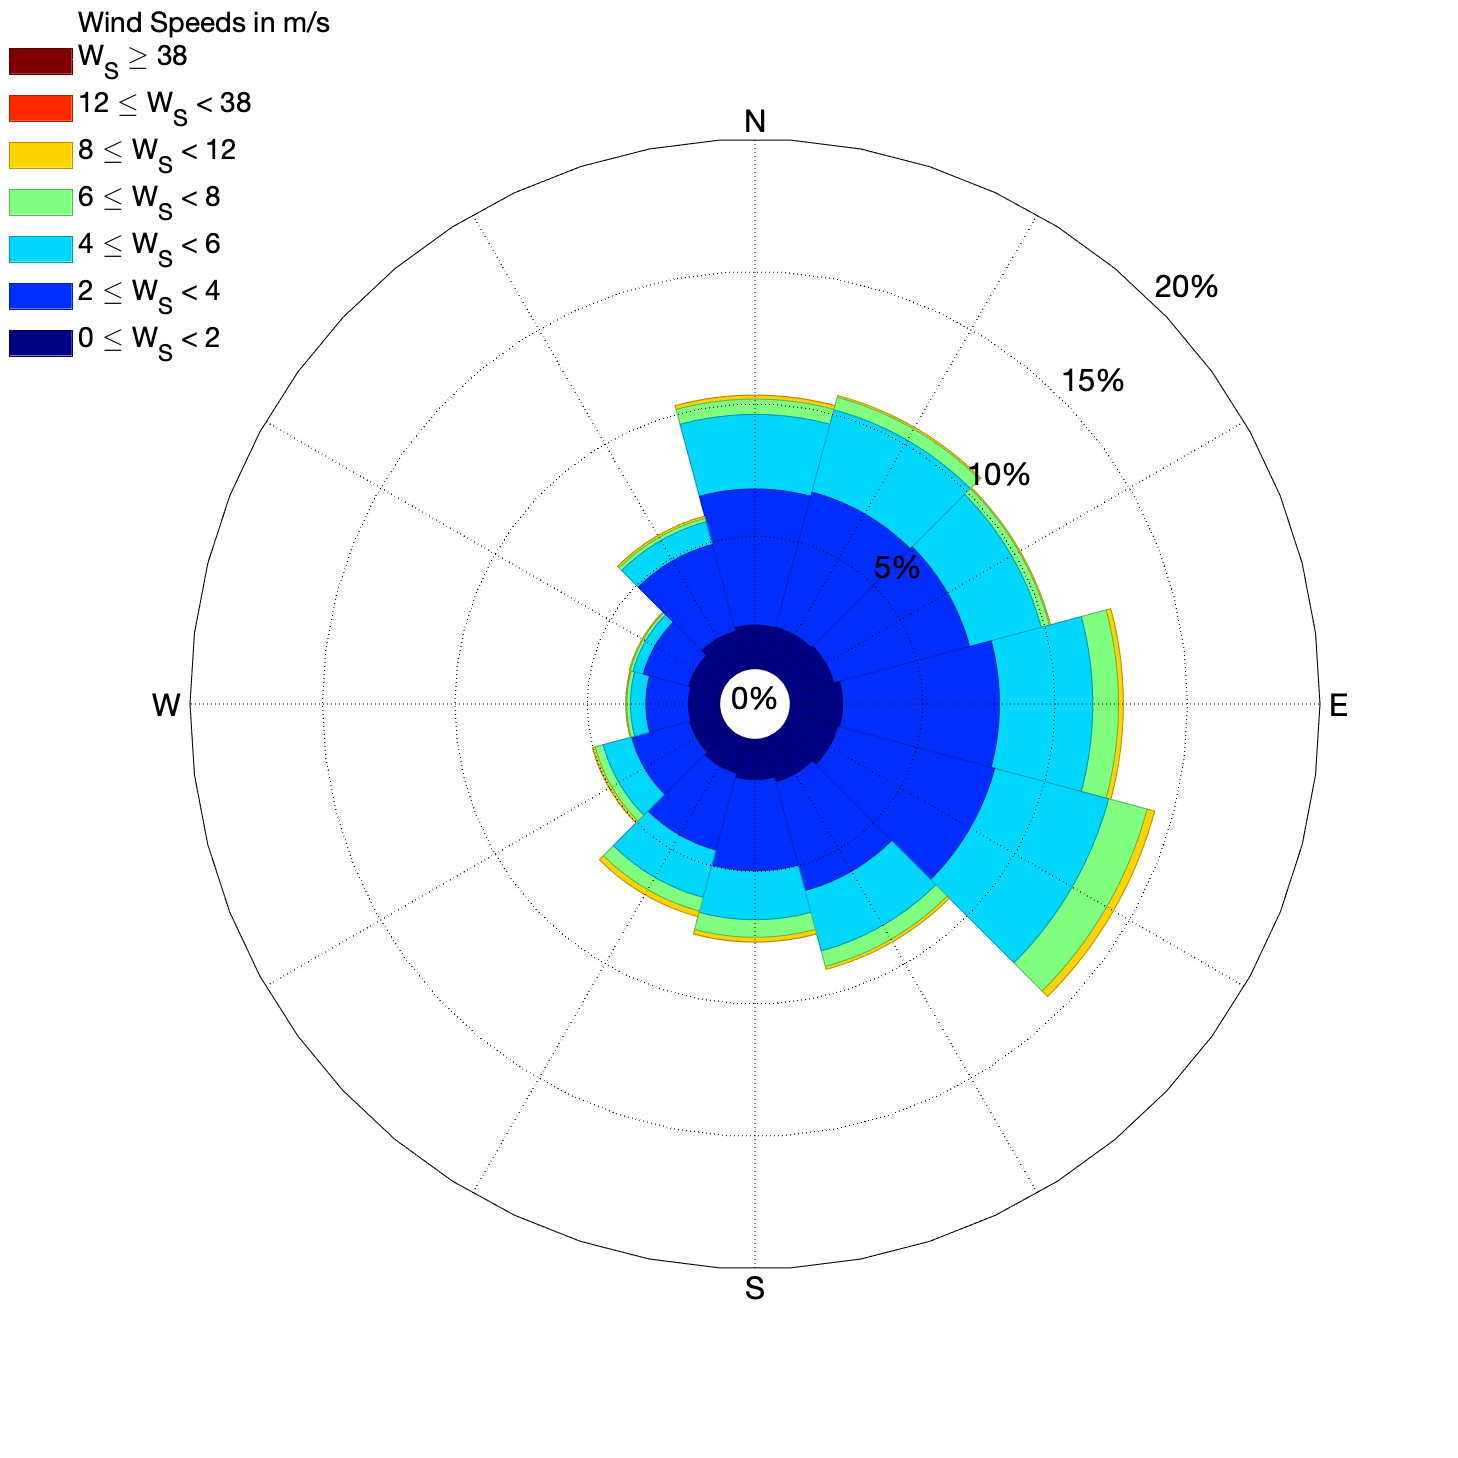 Wind Speeds in m/s
W_S ≥ 38
12 ≤ W_S < 38
8 ≤ W_S < 12
6 ≤ W_S < 8
4 ≤ W_S < 6
2 ≤ W_S < 4
0 ≤ W_S < 2
N
20%
15%
10%
5%
0%
W
E
S